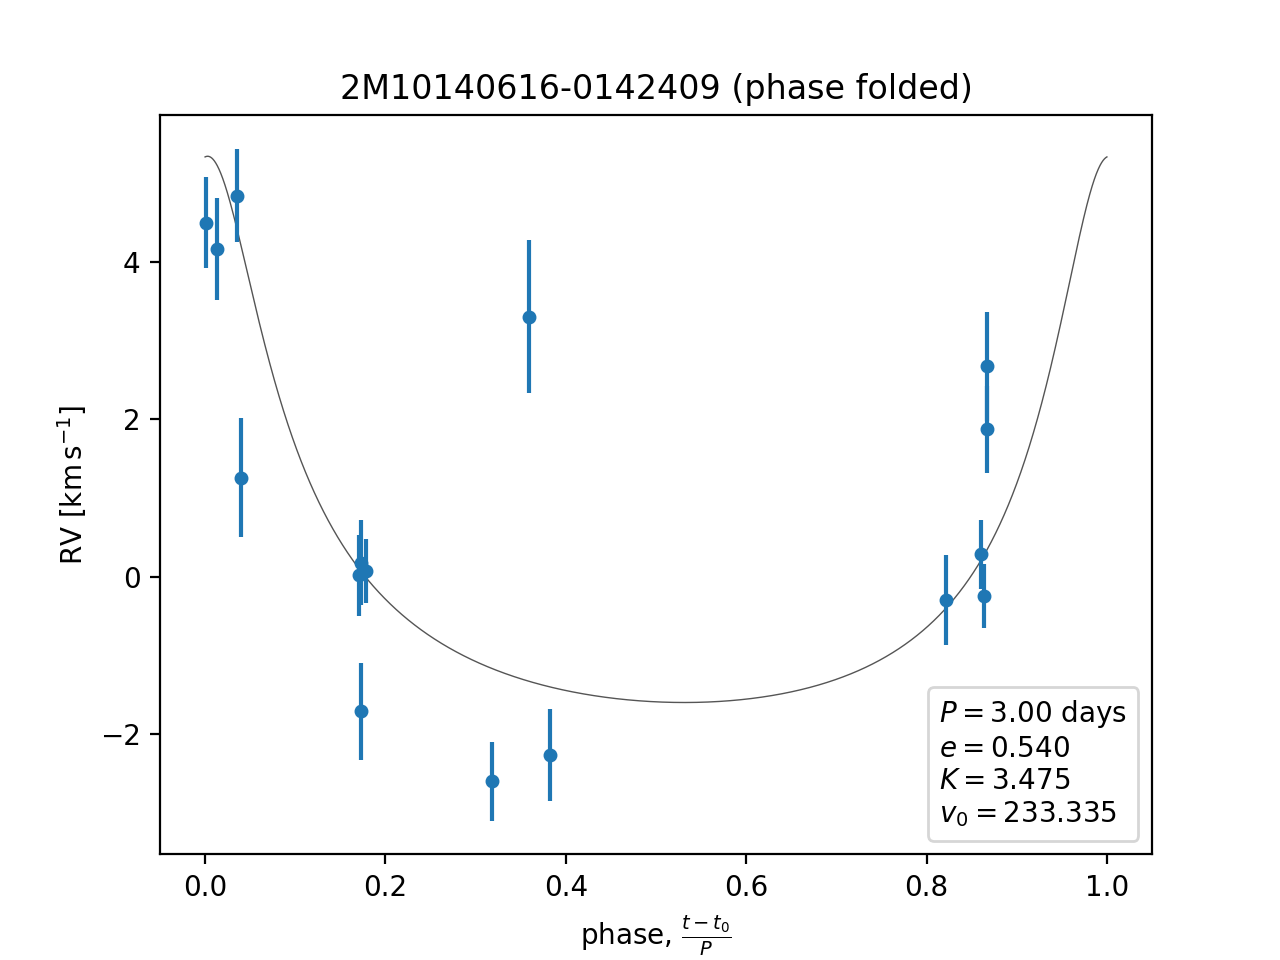 2M10140616-0142409 (phase folded)
RV [km s⁻¹]
4
2
0
−2
P = 3.00 days
e = 0.540
K = 3.475
v₀ = 233.335
0.0 0.2 0.4 0.6 0.8 1.0
phase, (t − t₀)/P